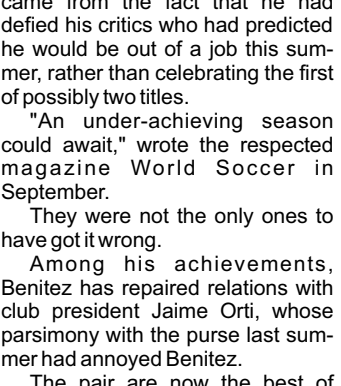 came from the fact that he had
defied his critics who had predicted
he would be out of a job this sum-
mer, rather than celebrating the first
of possibly two titles.
"An under-achieving season
could await," wrote the respected
magazine World Soccer in
September.
They were not the only ones to
have got it wrong.
Among his achievements,
Benitez has repaired relations with
club president Jaime Orti, whose
parsimony with the purse last sum-
mer had annoyed Benitez.
The pair are now the best of